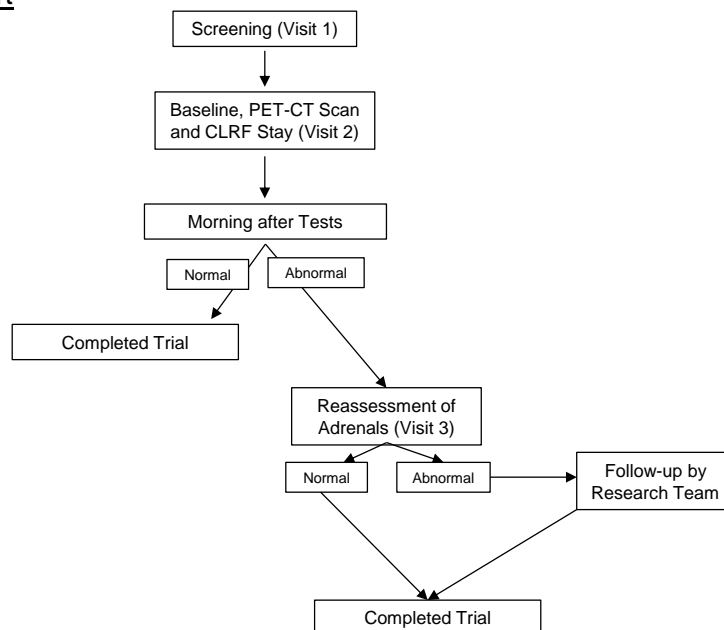 Screening (Visit 1)
Baseline, PET-CT Scan
and CLRF Stay (Visit 2)
Morning after Tests
Normal
Abnormal
Completed Trial
Reassessment of
Adrenals (Visit 3)
Normal
Abnormal
Follow-up by
Research Team
Completed Trial